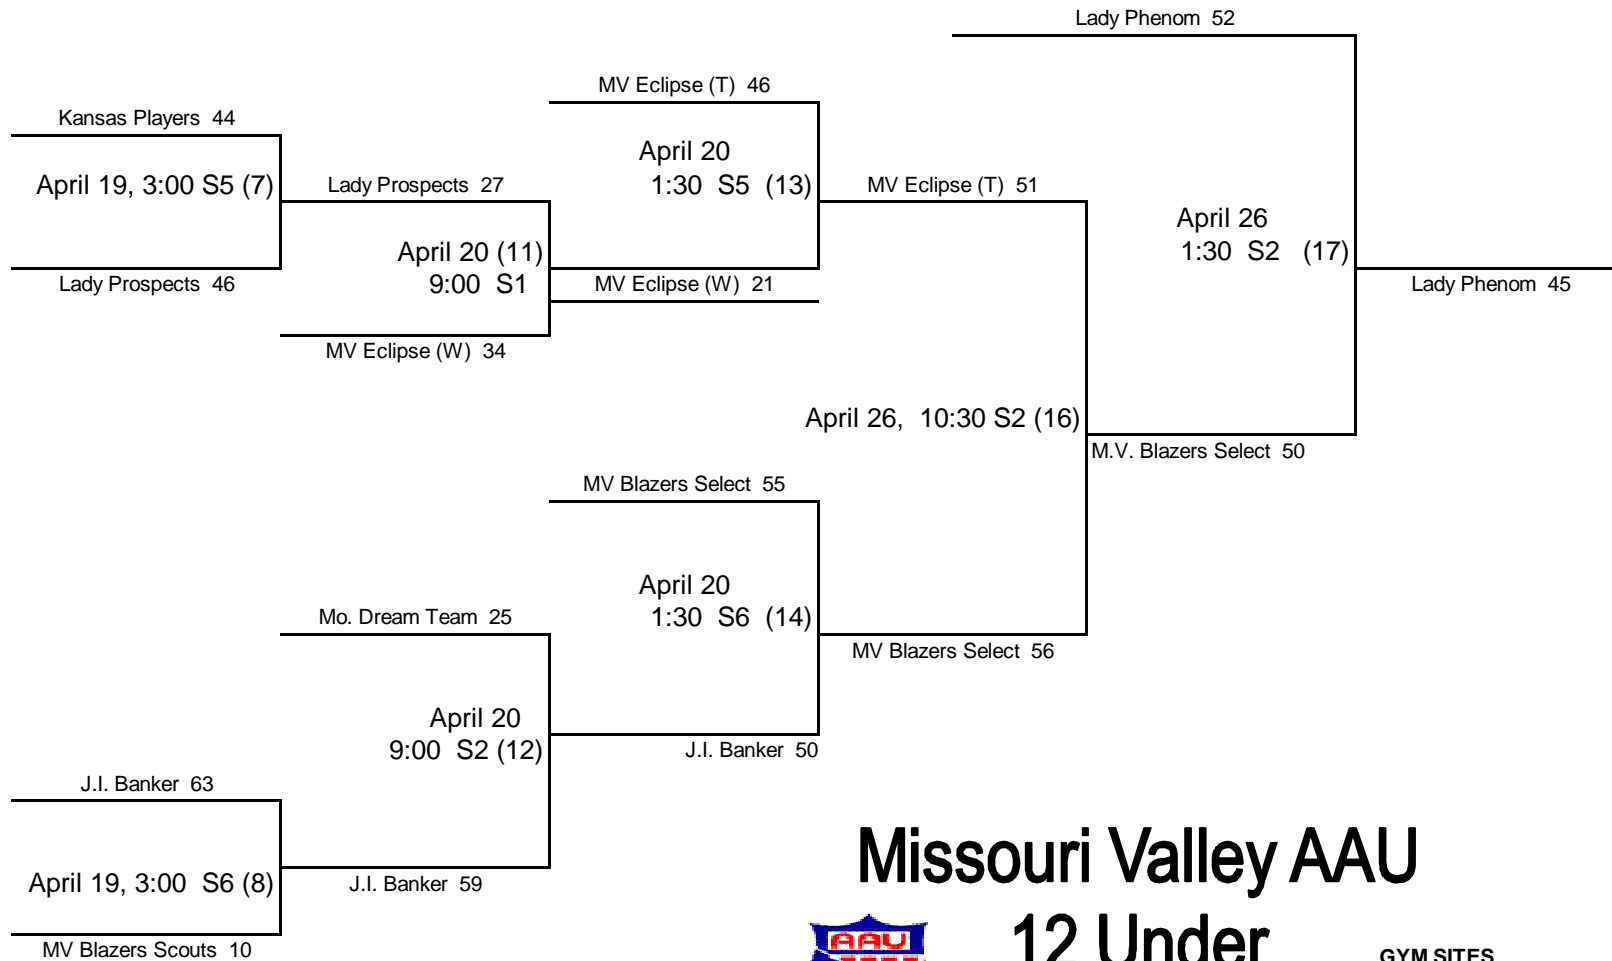 Lady Phenom 52
MV Eclipse (T) 46
Kansas Players 44
April 20
April 19, 3:00 S5 (7)
Lady Prospects 27
1:30 S5 (13)
MV Eclipse (T) 51
April 26
April 20 (11)
1:30 S2 (17)
Lady Prospects 46
9:00 S1
MV Eclipse (W) 21
Lady Phenom 45
MV Eclipse (W) 34
April 26, 10:30 S2 (16)
M.V. Blazers Select 50
MV Blazers Select 55
April 20
Mo. Dream Team 25
1:30 S6 (14)
MV Blazers Select 56
April 20
9:00 S2 (12)
J.I. Banker 50
J.I. Banker 63
Missouri Valley AAU
April 19, 3:00 S6 (8)
J.I. Banker 59
AAU
12 Under
MV Blazers Scouts 10
GYM SITES